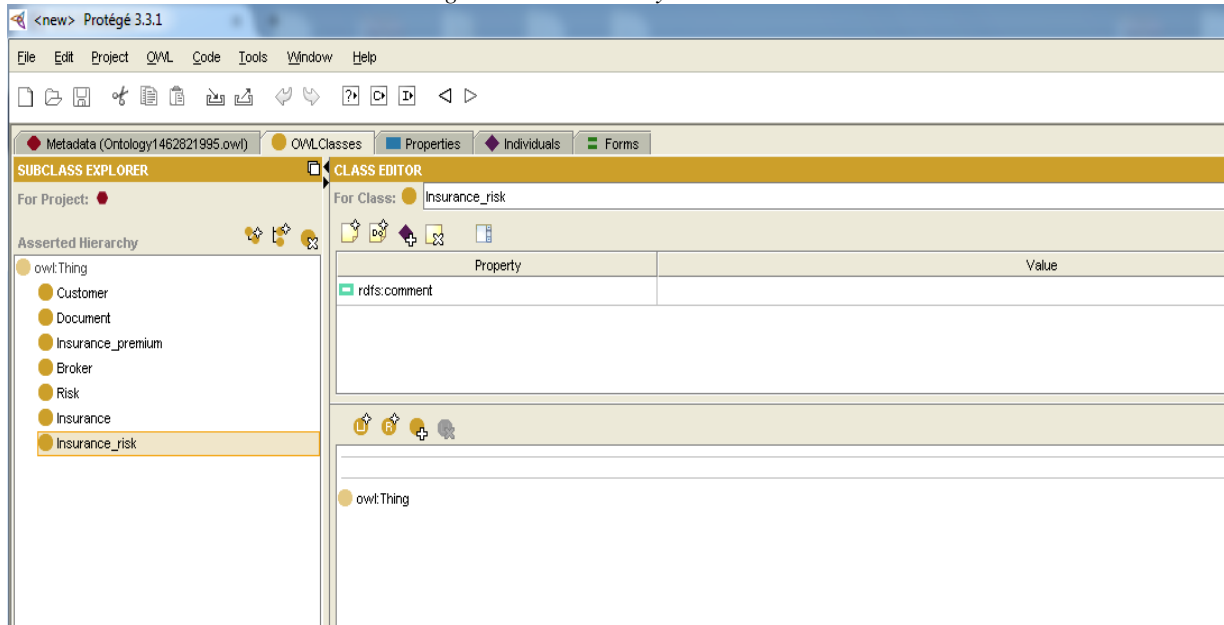 <new> Protégé 3.3.1
File Edit Project OWL Code Tools Window Help
Metadata (Ontology1462821995.owl) OWLClasses Properties Individuals Forms
SUBCLASS EXPLORER
For Project:
Asserted Hierarchy
owl:Thing
Customer
Document
Insurance_premium
Broker
Risk
Insurance
Insurance_risk
CLASS EDITOR
For Class: Insurance_risk
Property Value
rdfs:comment
owl:Thing